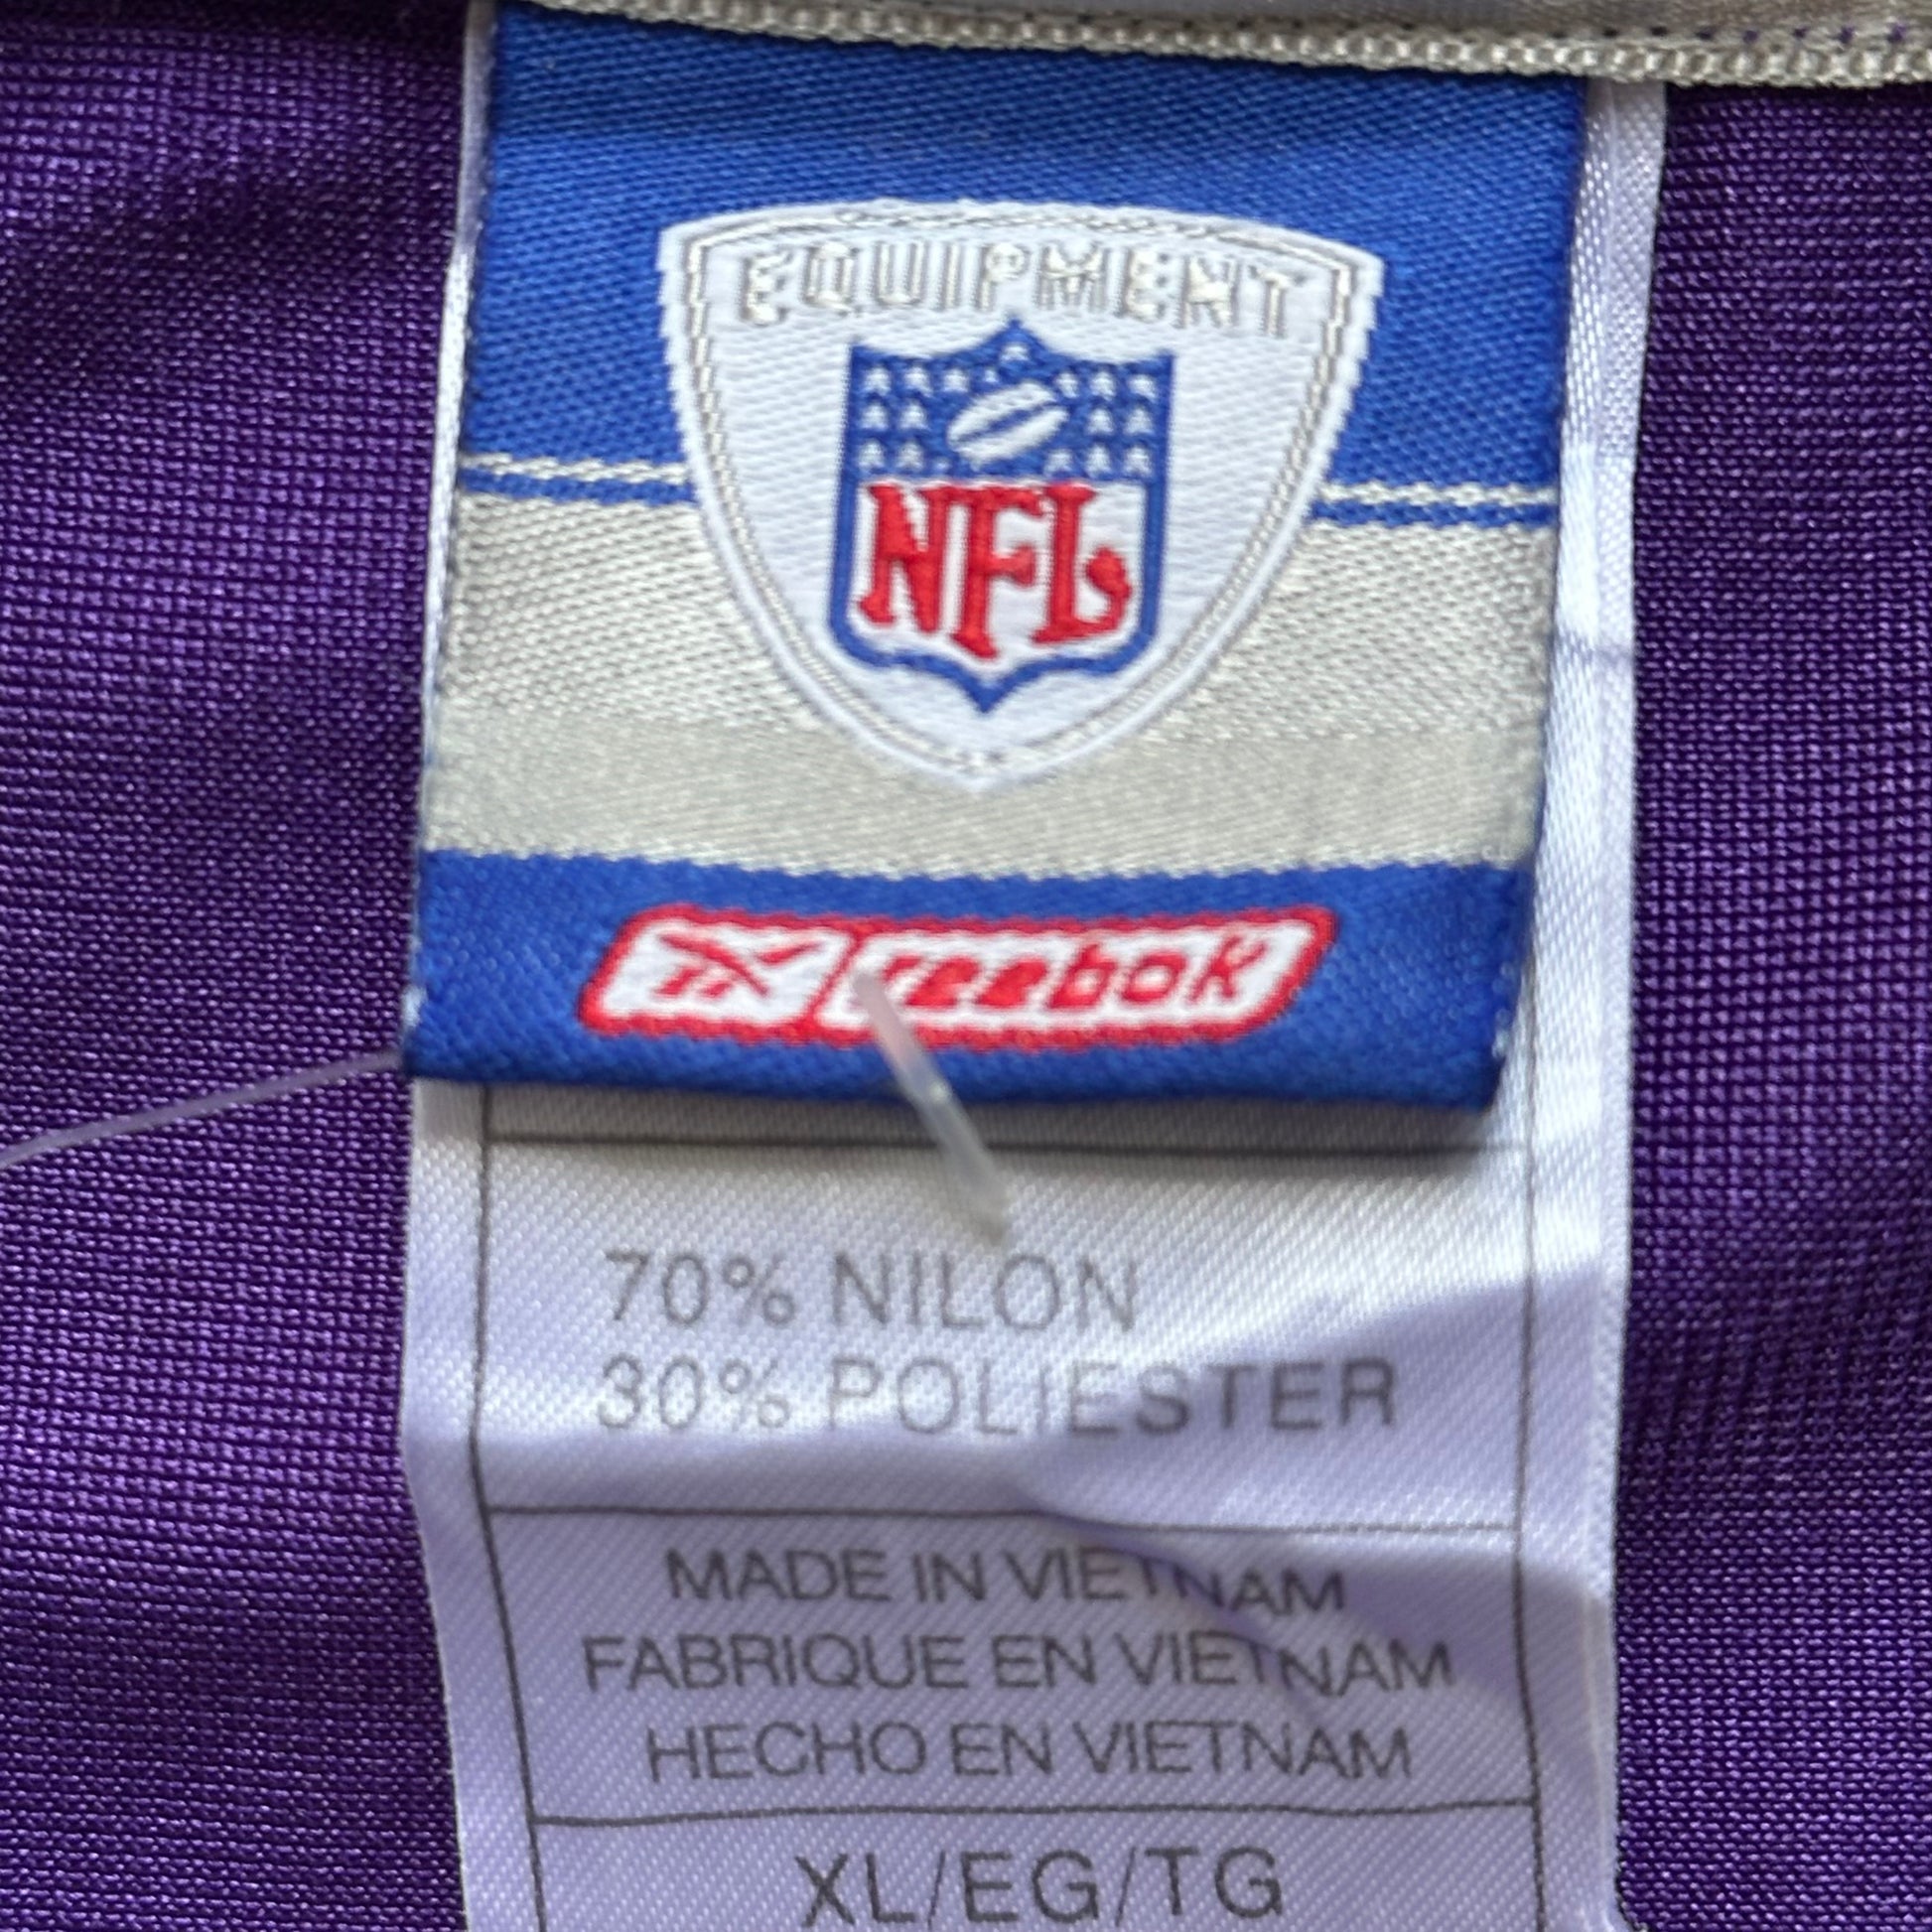 EQUIPMENT
NFL
Reebok
70% NILON
30% POLIESTER
MADE IN VIETNAM
FABRIQUE EN VIETNAM
HECHO EN VIETNAM
XL/EG/TG